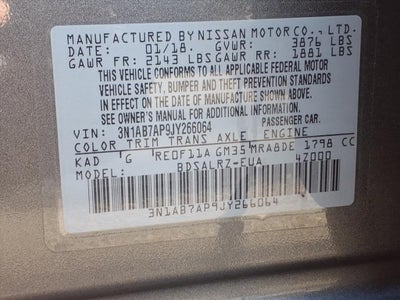 MANUFACTURED BY NISSAN MOTOR CO., LTD.
DATE: 01/18. GVWR: 3876 LBS
GAWR FR: 2143 LBS GAWR RR: 1881 LBS
THIS VEHICLE CONFORMS TO ALL APPLICABLE FEDERAL MOTOR
VEHICLE SAFETY, BUMPER AND THEFT PREVENTION STANDARDS
IN EFFECT ON THE DATE OF MANUFACTURE SHOWN ABOVE.
SEE OWNER'S MANUAL FOR ADDITIONAL INFORMATION.
VIN: 3N1AB7AP9JY266064 PASSENGER CAR.
COLOR TRIM TRANS AXLE ENGINE
KAD G RE0F11A GM35 MRA8DE 1798 CC
MODEL: BDSALRZ-EUA 4Z000
3N1AB7AP9JY266064